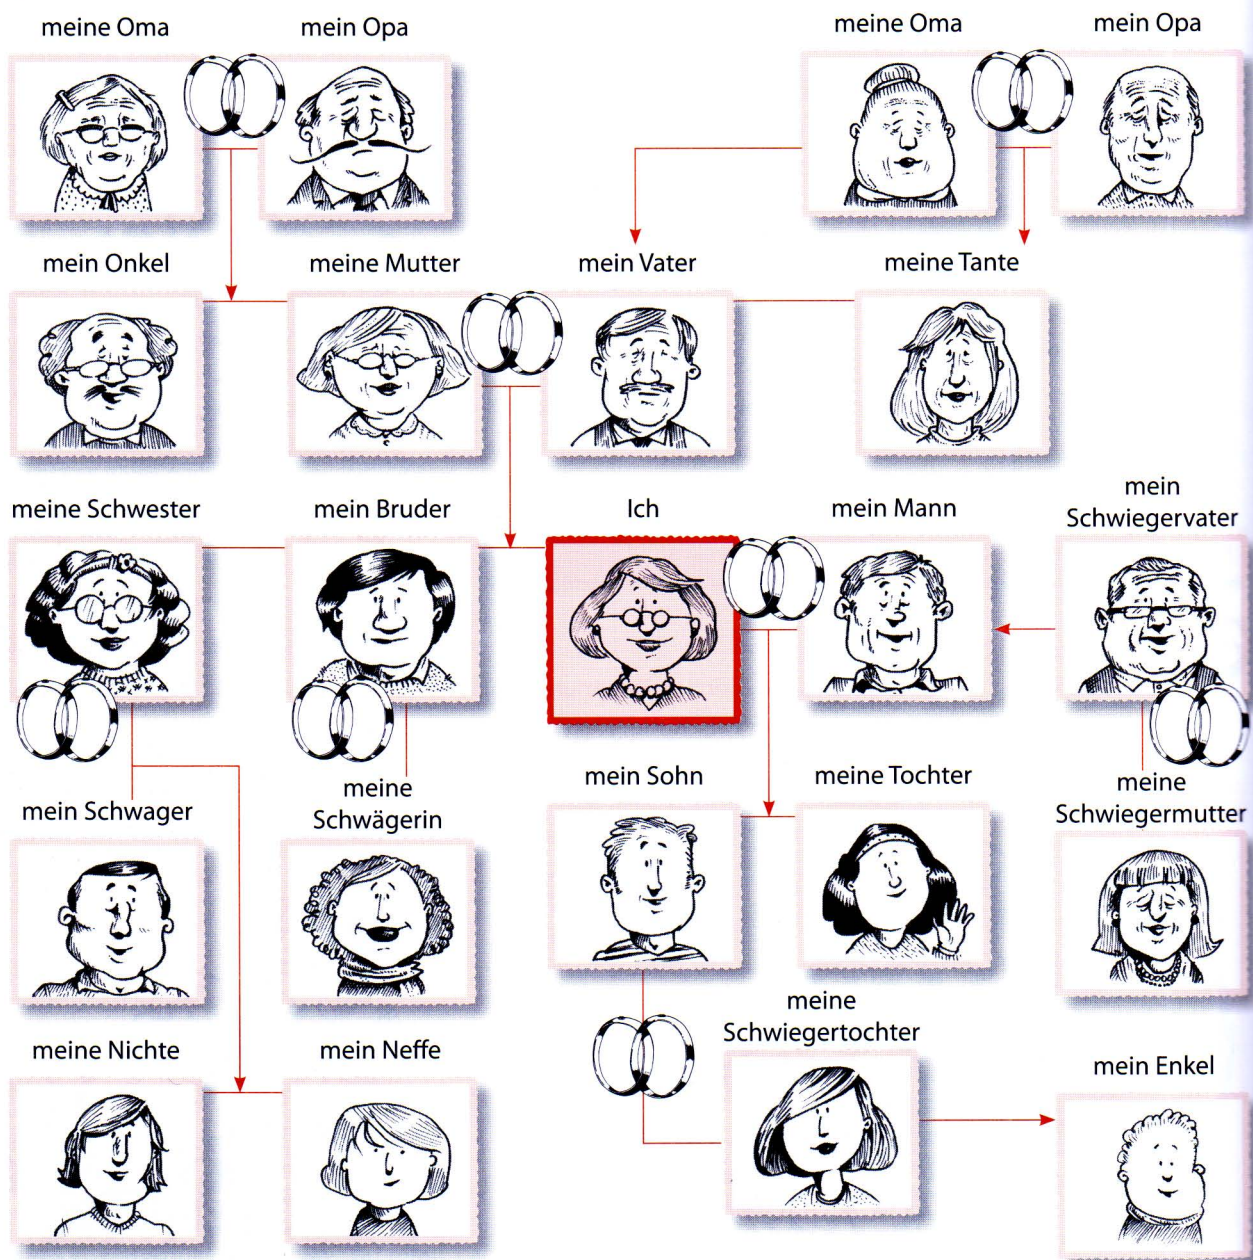 meine Oma
mein Opa
meine Oma
mein Opa
mein Onkel
meine Mutter
mein Vater
meine Tante
meine Schwester
mein Bruder
Ich
mein Mann
mein
Schwiegervater
mein Schwager
meine
Schwägerin
mein Sohn
meine Tochter
meine
Schwiegermutter
meine Nichte
mein Neffe
meine
Schwiegertochter
mein Enkel